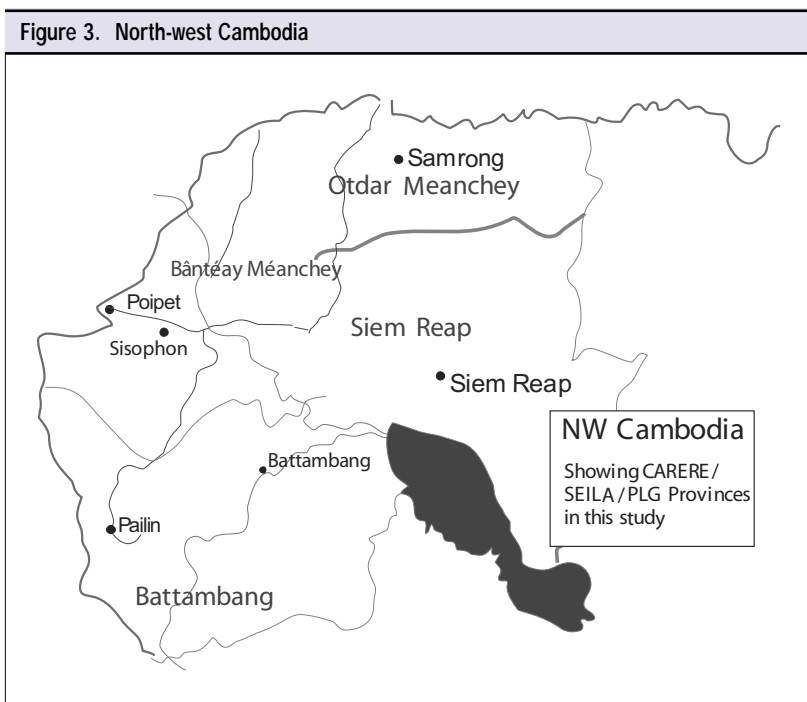 Figure 3. North-west Cambodia
Samrong
Otdar Meanchey
Bântéay Méanchey
Poipet
Sisophon
Siem Reap
Siem Reap
NW Cambodia
Showing CARERE/
SEILA/PLG Provinces
in this study
Battambang
Pailin
Battambang